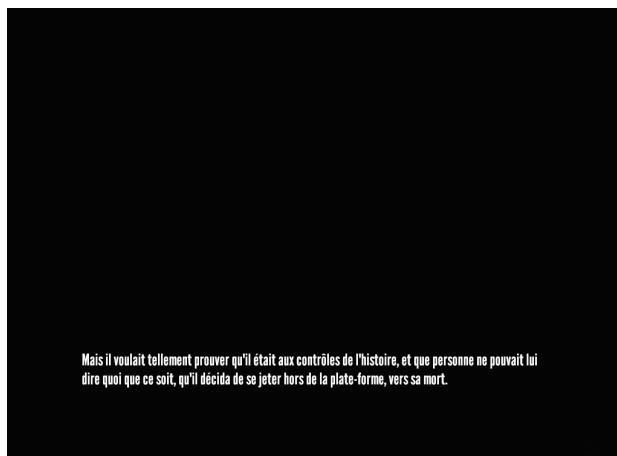 Mais il voulait tellement prouver qu'il était aux contrôles de l'histoire, et que personne ne pouvait lui
dire quoi que ce soit, qu'il décida de se jeter hors de la plate-forme, vers sa mort.